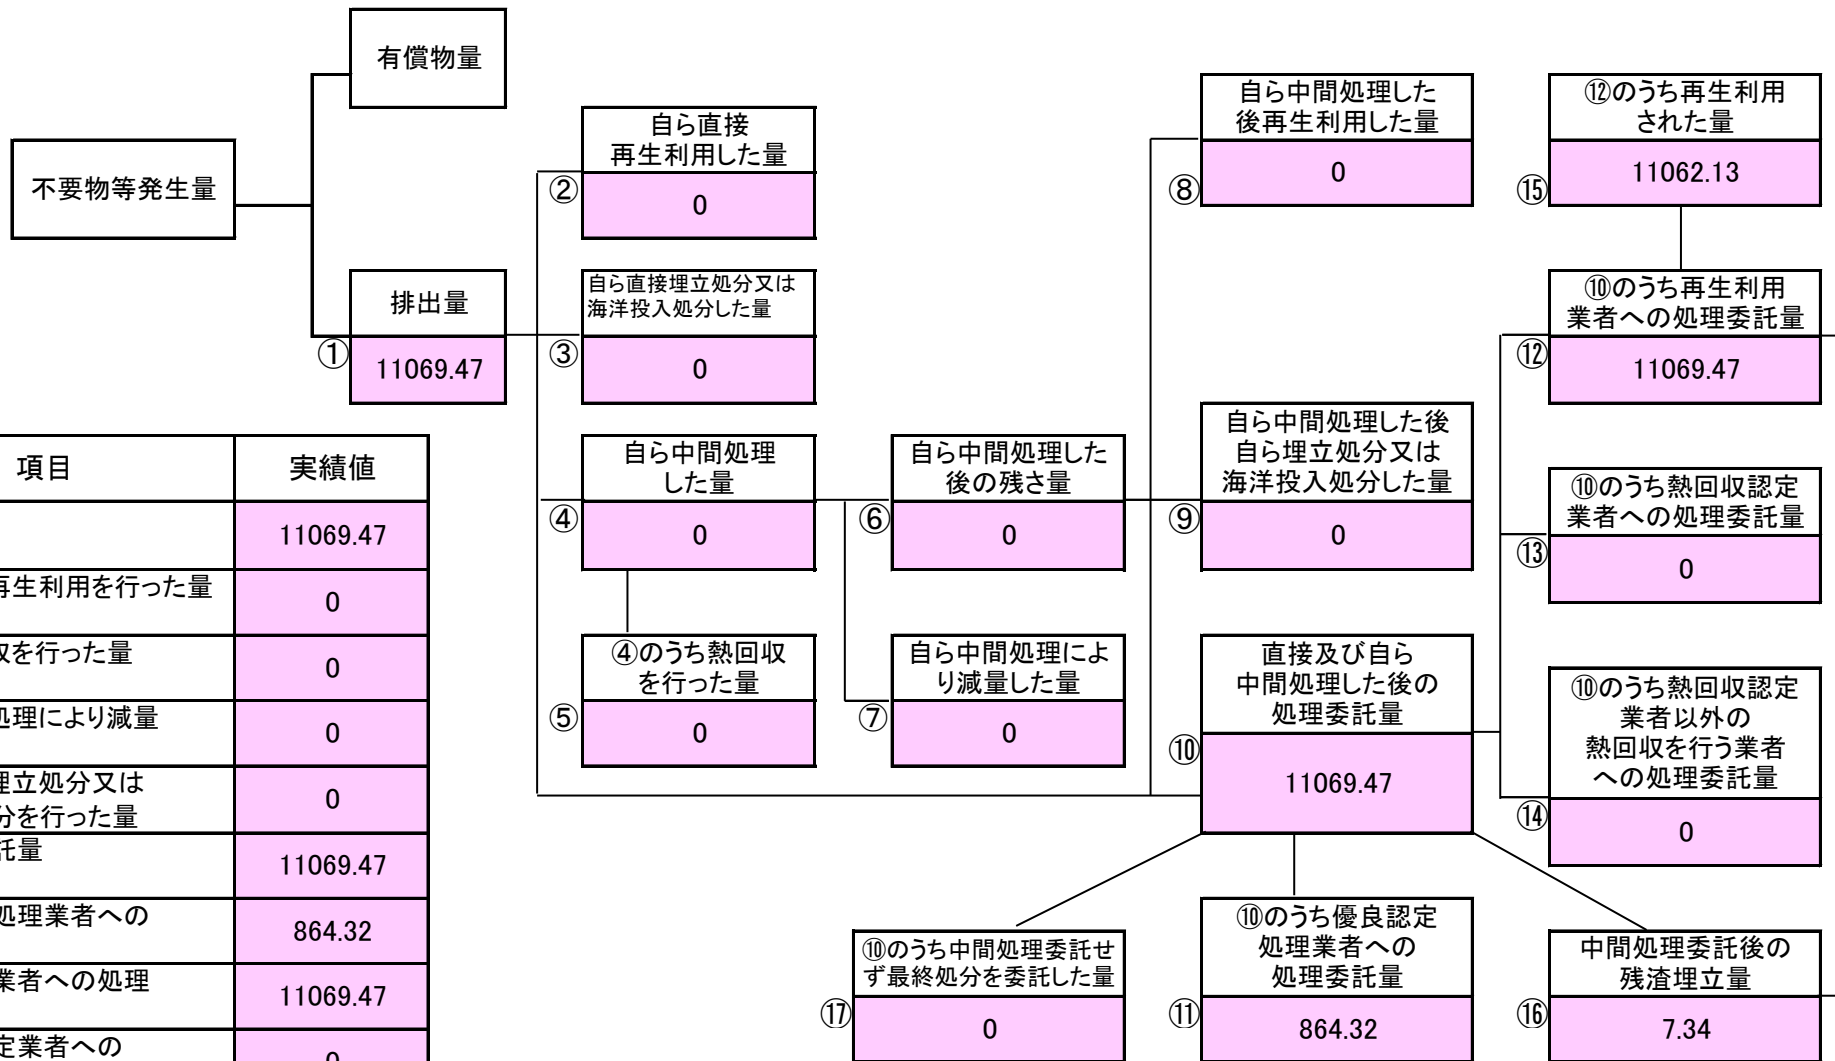 有償物量
不要物等発生量
排出量
①
11069.47
自ら直接
再生利用した量
②
0
自ら直接埋立処分又は
海洋投入処分した量
③
0
自ら中間処理
した量
④
0
④のうち熱回収
を行った量
⑤
0
自ら中間処理した
後の残さ量
⑥
0
自ら中間処理によ
り減量した量
⑦
0
自ら中間処理した
後再生利用した量
⑧
0
自ら中間処理した後
自ら埋立処分又は
海洋投入処分した量
⑨
0
直接及び自ら
中間処理した後の
処理委託量
⑩
11069.47
⑫のうち再生利用
された量
⑮
11062.13
⑩のうち再生利用
業者への処理委託量
⑫
11069.47
⑩のうち熱回収認定
業者への処理委託量
⑬
0
⑩のうち熱回収認定
業者以外の
熱回収を行う業者
への処理委託量
⑭
0
⑩のうち中間処理委託せ
ず最終処分を委託した量
⑰
0
⑩のうち優良認定
処理業者への
処理委託量
⑪
864.32
中間処理委託後の
残渣埋立量
⑯
7.34
項目 実績値
11069.47
再生利用を行った量
0
を行った量
0
処理により減量
0
埋立処分又は
分を行った量
0
託量
11069.47
処理業者への
864.32
業者への処理
11069.47
定業者への
0